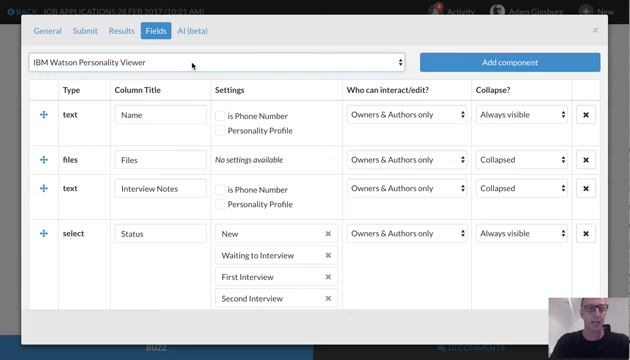 BACK JOB APPLICATIONS 28 FEB 2017 (10:21AM)
4 Activity Adam Ginsburg New
General Submit Results Fields AI (beta) ×
IBM Watson Personality Viewer Add component
Type Column Title Settings Who can interact/edit? Collapse?
text Name is Phone Number Owners & Authors only Always visible
Personality Profile
files Files No settings available Owners & Authors only Collapsed
text Interview Notes is Phone Number Owners & Authors only Collapsed
Personality Profile
select Status New Owners & Authors only Always visible
Waiting to Interview
First Interview
Second Interview
BUZZ 10 COMMENTS